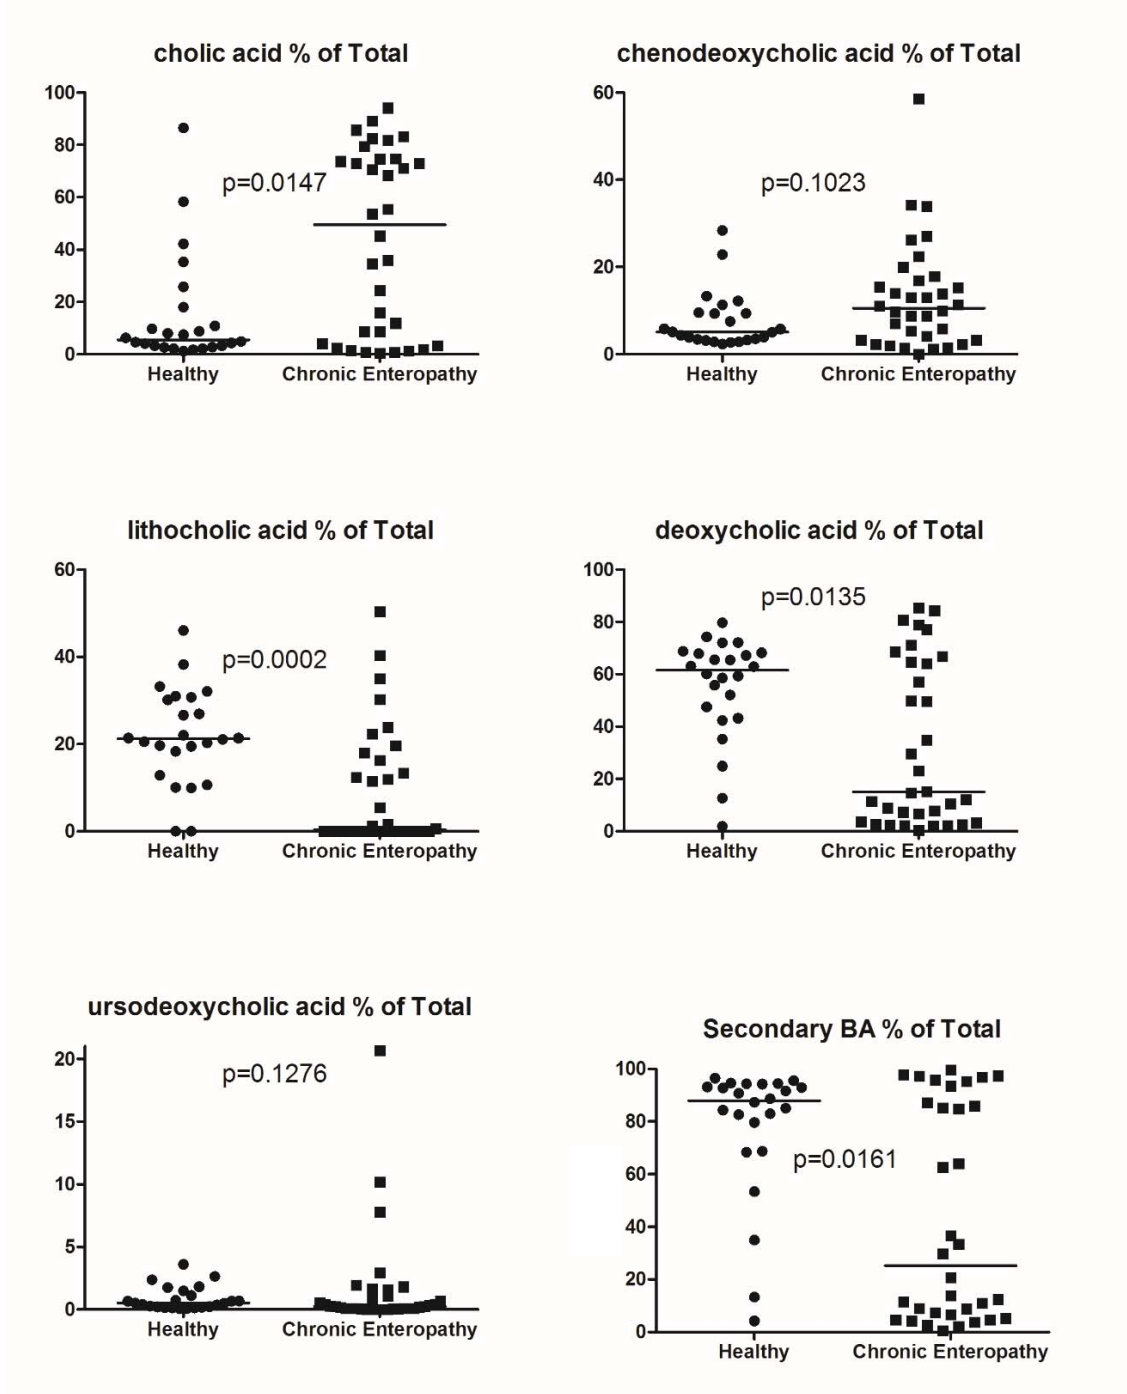 cholic acid % of Total
100
80
60
40
20
0
p=0.0147
Healthy
Chronic Enteropathy
chenodeoxycholic acid % of Total
60
40
20
0
p=0.1023
Healthy
Chronic Enteropathy
lithocholic acid % of Total
60
40
20
0
p=0.0002
Healthy
Chronic Enteropathy
deoxycholic acid % of Total
100
80
60
40
20
0
p=0.0135
Healthy
Chronic Enteropathy
ursodeoxycholic acid % of Total
20
15
10
5
0
p=0.1276
Healthy
Chronic Enteropathy
Secondary BA % of Total
100
80
60
40
20
0
p=0.0161
Healthy
Chronic Enteropathy